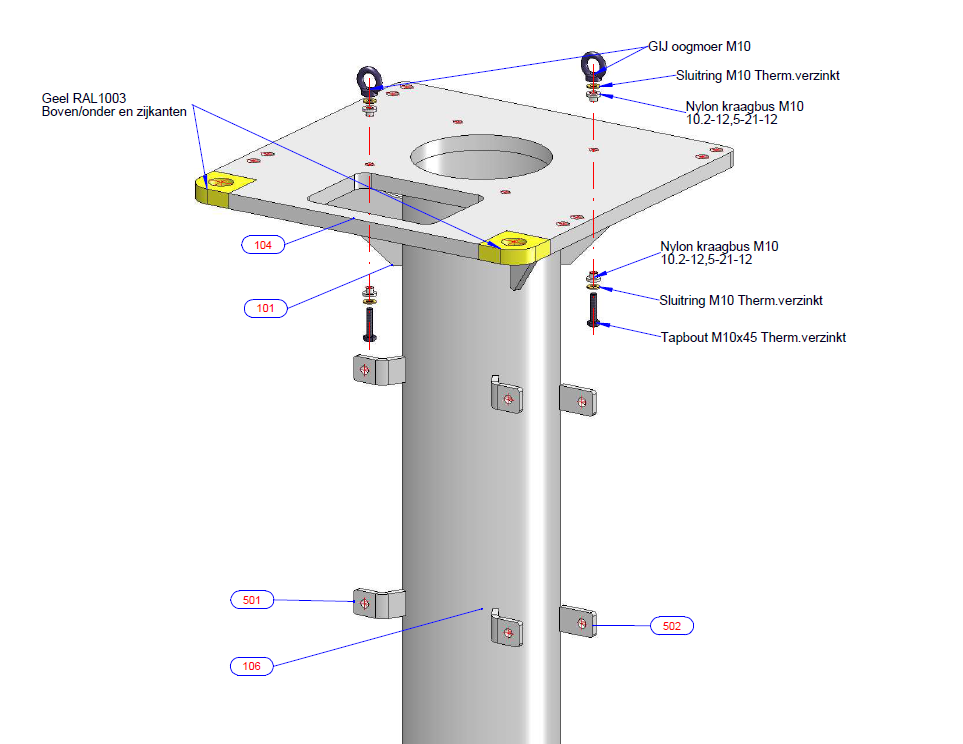 GIJ oogmoer M10
Sluitring M10 Therm.verzinkt
Geel RAL1003
Boven/onder en zijkanten
Nylon kraagbus M10
10.2-12,5-21-12
104
Nylon kraagbus M10
10.2-12,5-21-12
101
Sluitring M10 Therm.verzinkt
Tapbout M10x45 Therm.verzinkt
501
502
106